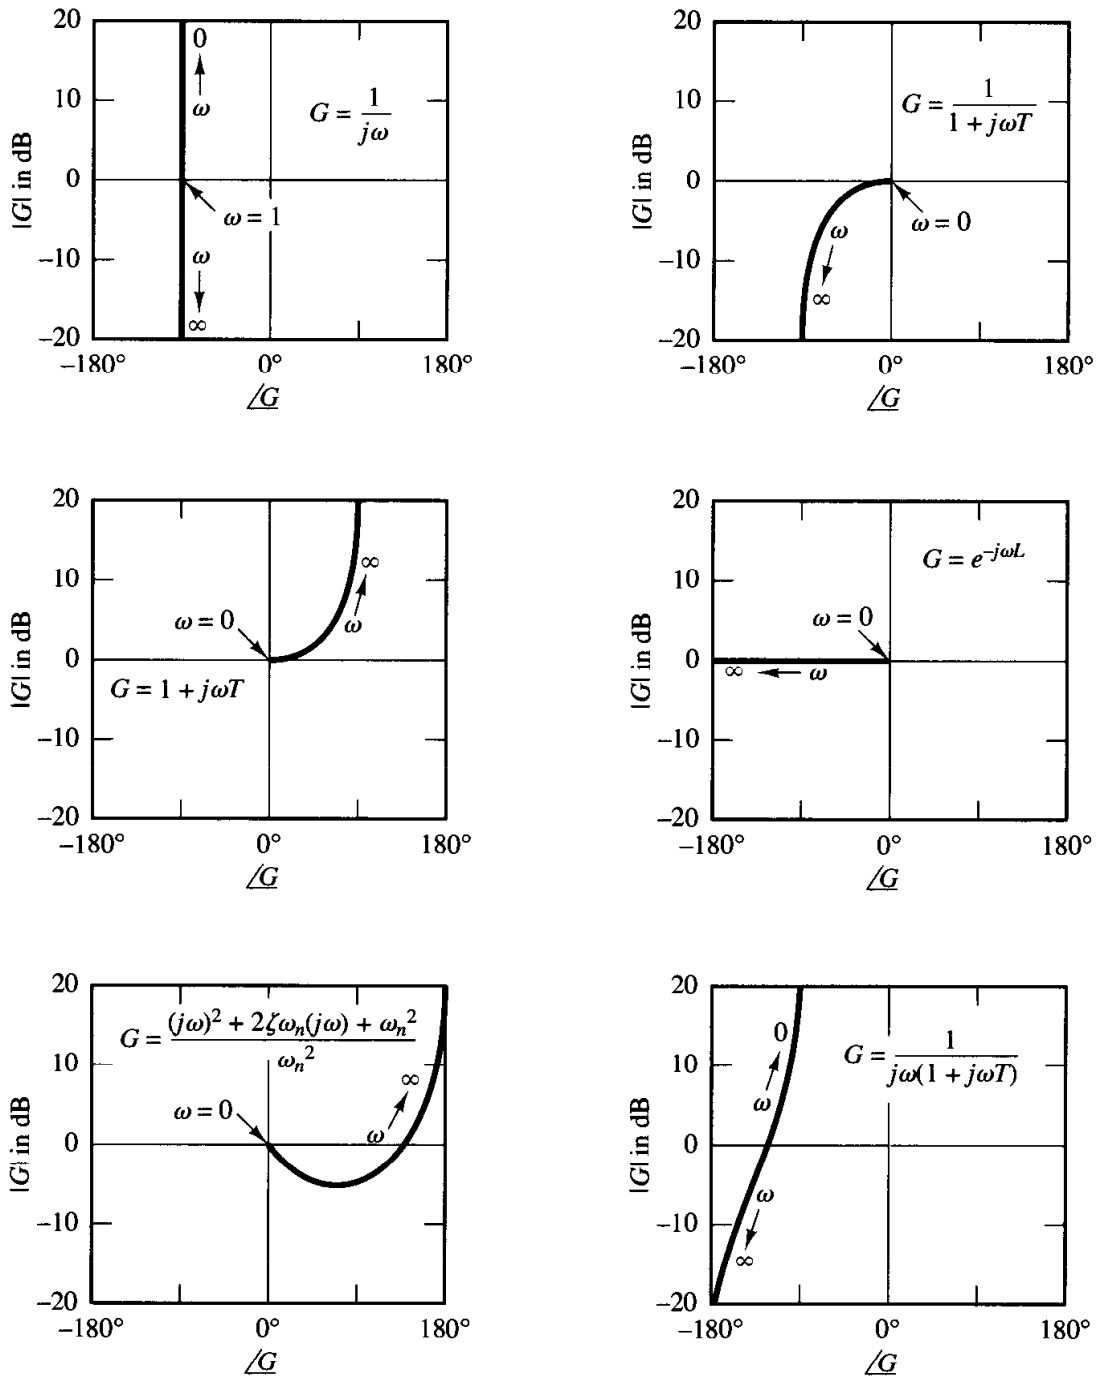 20
10
0
−10
−20
|G| in dB
0
ω
G = 1/(jω)
ω = 1
ω
∞
−180° 0° 180°
/G
20
10
0
−10
−20
|G| in dB
G = 1/(1 + jωT)
ω = 0
ω
∞
−180° 0° 180°
/G
20
10
0
−10
−20
|G| in dB
∞
ω
ω = 0
G = 1 + jωT
−180° 0° 180°
/G
20
10
0
−10
−20
|G| in dB
G = e^{−jωL}
ω = 0
∞ ω
−180° 0° 180°
/G
20
10
0
−10
−20
|G| in dB
G = ((jω)² + 2ζωₙ(jω) + ωₙ²)/ωₙ²
∞
ω
ω = 0
−180° 0° 180°
/G
20
10
0
−10
−20
|G| in dB
0
ω
G = 1/(jω(1 + jωT))
ω
∞
−180° 0° 180°
/G